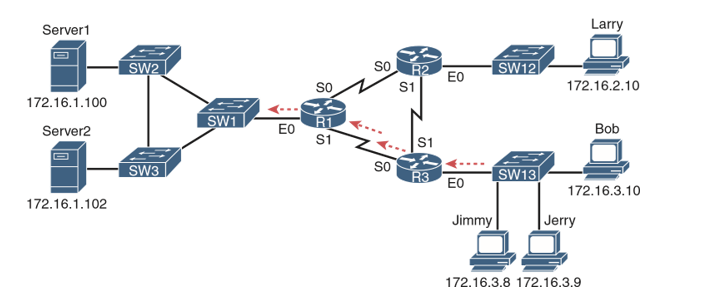 Server1
SW2
172.16.1.100
Server2
SW3
172.16.1.102
SW1
E0
S0
R1
S1
S0
R2
S1
E0
SW12
Larry
172.16.2.10
S1
S0
R3
E0
SW13
Bob
172.16.3.10
Jimmy
Jerry
172.16.3.8
172.16.3.9